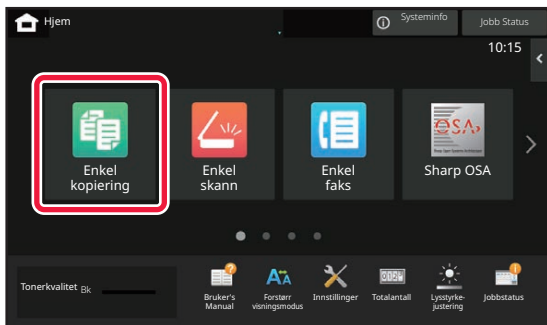 Hjem
Systeminfo
Jobb Status
10:15
Enkel
kopiering
Enkel
skann
Enkel
faks
OSA
Sharp OSA
Tonerkvalitet Bk
Bruker's
Manual
Forstørr
visningsmodus
Innstillinger
Totalantall
Lysstyrke-
justering
Jobbstatus